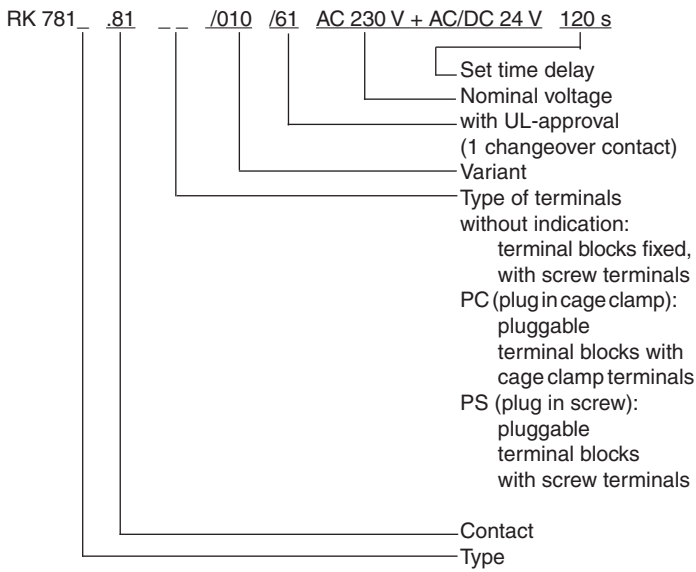 RK 781_ .81 _ _ /010 /61 AC 230 V + AC/DC 24 V 120 s
Set time delay
Nominal voltage
with UL-approval
(1 changeover contact)
Variant
Type of terminals
without indication:
terminal blocks fixed,
with screw terminals
PC (plug in cage clamp):
pluggable
terminal blocks with
cage clamp terminals
PS (plug in screw):
pluggable
terminal blocks
with screw terminals
Contact
Type